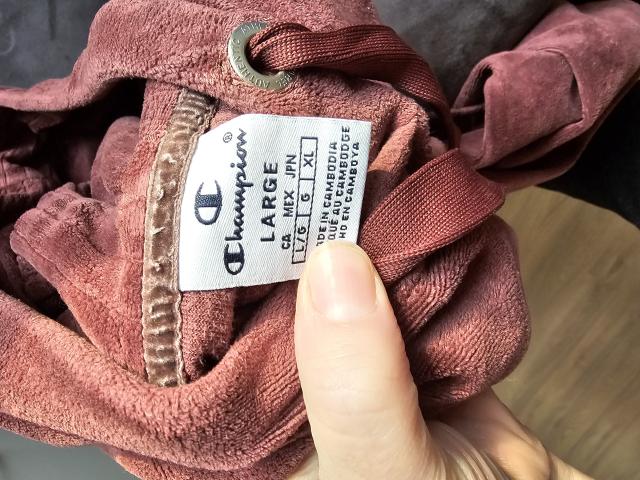 Champion®
LARGE
CA MEX JPN
L/G G XL
DE IN CAMBODIA
QUÉ AU CAMBODGE
HO EN CAMBOYA